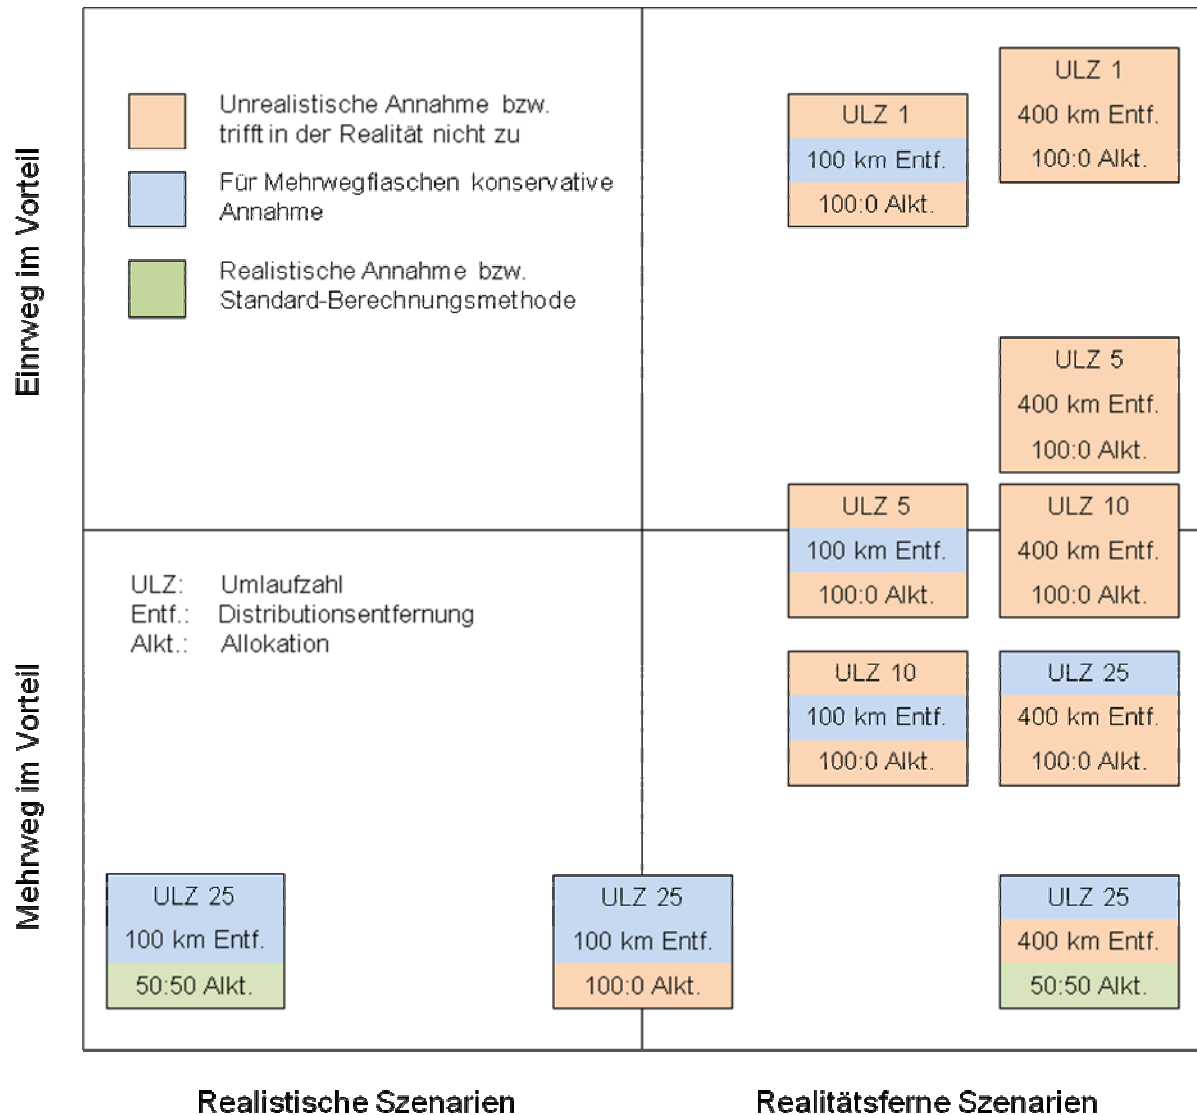 Einrweg im Vorteil
Unrealistische Annahme bzw.
trifft in der Realität nicht zu
Für Mehrwegflaschen konservative
Annahme
Realistische Annahme bzw.
Standard-Berechnungsmethode
ULZ 1
100 km Entf.
100:0 Alkt.
ULZ 1
400 km Entf.
100:0 Alkt.
ULZ 5
400 km Entf.
100:0 Alkt.
ULZ 5
100 km Entf.
100:0 Alkt.
ULZ 10
400 km Entf.
100:0 Alkt.
Mehrweg im Vorteil
ULZ: Umlaufzahl
Entf.: Distributionsentfernung
Alkt.: Allokation
ULZ 10
100 km Entf.
100:0 Alkt.
ULZ 25
400 km Entf.
100:0 Alkt.
ULZ 25
100 km Entf.
50:50 Alkt.
ULZ 25
100 km Entf.
100:0 Alkt.
ULZ 25
400 km Entf.
50:50 Alkt.
Realistische Szenarien
Realitätsferne Szenarien